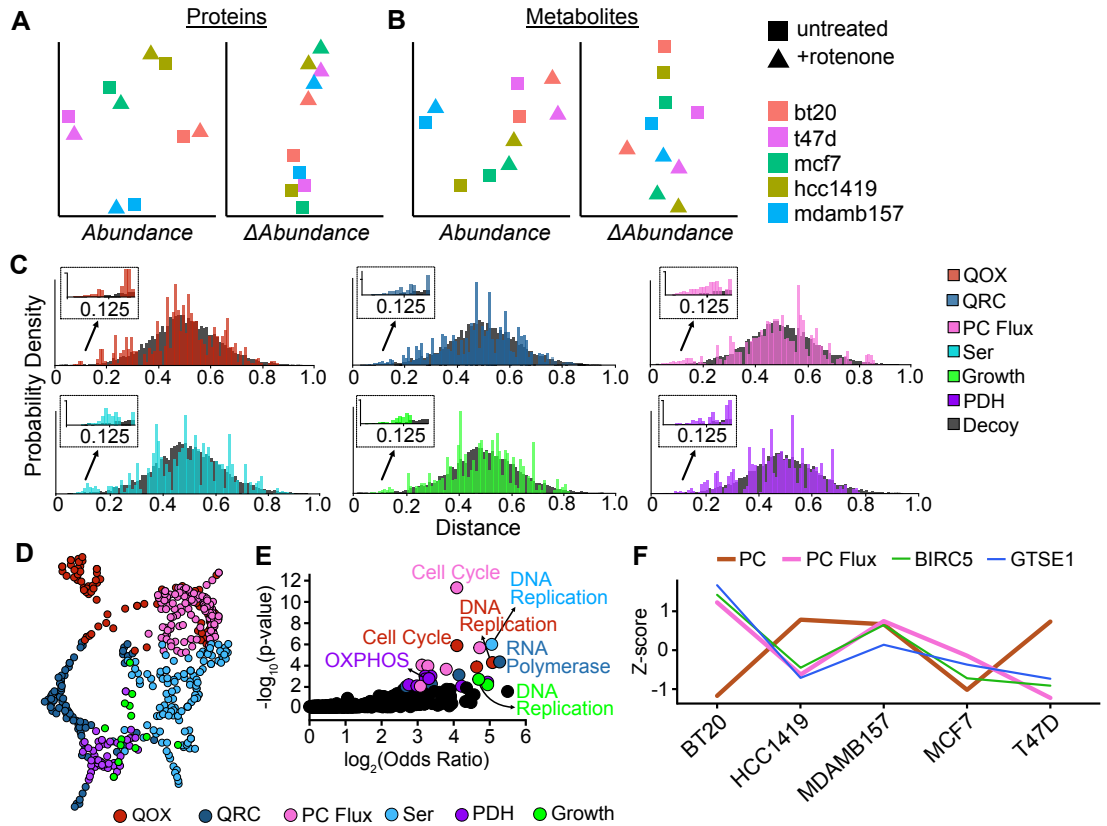 A
Proteins
B
Metabolites
untreated
+rotenone
bt20
t47d
mcf7
hcc1419
mdamb157
Abundance
ΔAbundance
Abundance
ΔAbundance
C
Probability Density
0.125
0.125
0.125
0 0.2 0.4 0.6 0.8 1.0
0 0.2 0.4 0.6 0.8 1.0
0 0.2 0.4 0.6 0.8 1.0
0.125
0.125
0.125
0.0 0.2 0.4 0.6 0.8 1.0
0.0 0.2 0.4 0.6 0.8 1.0
0.0 0.2 0.4 0.6 0.8 1.0
Distance
QOX
QRC
PC Flux
Ser
Growth
PDH
Decoy
D
E
-log10(p-value)
12
10
8
6
4
2
0
Cell Cycle
DNA
Replication
DNA
Replication
Cell Cycle
RNA
Polymerase
OXPHOS
DNA
Replication
0 1 2 3 4 5 6
log2(Odds Ratio)
QOX QRC PC Flux Ser PDH Growth
F
PC PC Flux BIRC5 GTSE1
Z-score
1
0
-1
BT20
HCC1419
MDAMB157
MCF7
T47D